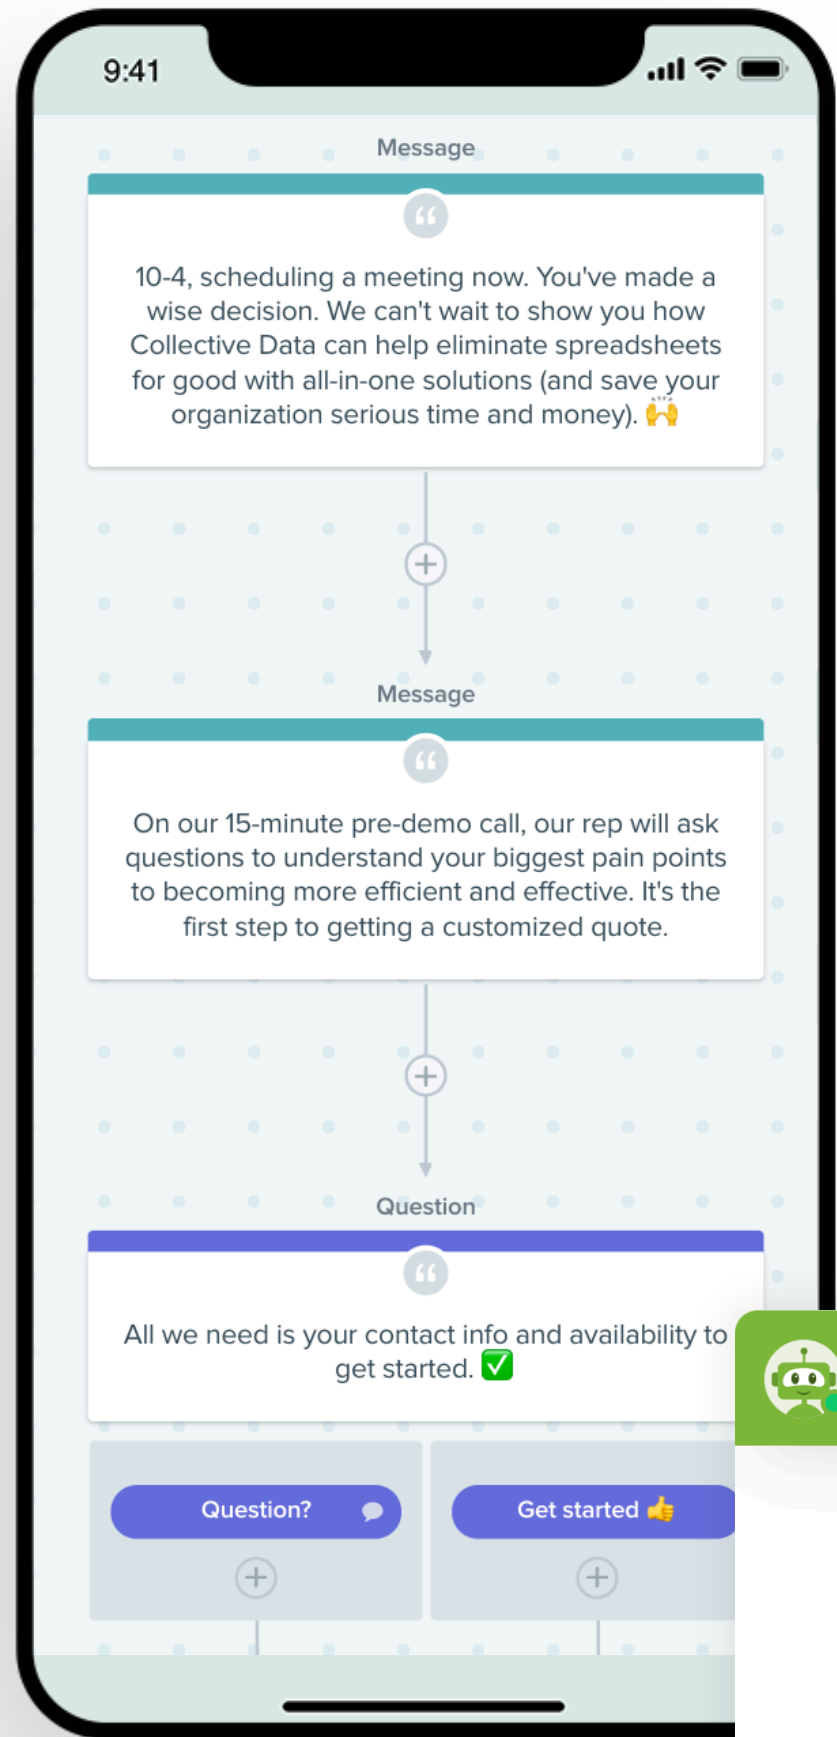 9:41
Message
10-4, scheduling a meeting now. You've made a
wise decision. We can't wait to show you how
Collective Data can help eliminate spreadsheets
for good with all-in-one solutions (and save your
organization serious time and money). 🙌
Message
On our 15-minute pre-demo call, our rep will ask
questions to understand your biggest pain points
to becoming more efficient and effective. It's the
first step to getting a customized quote.
Question
All we need is your contact info and availability to
get started. ✅
Question?
Get started 👍